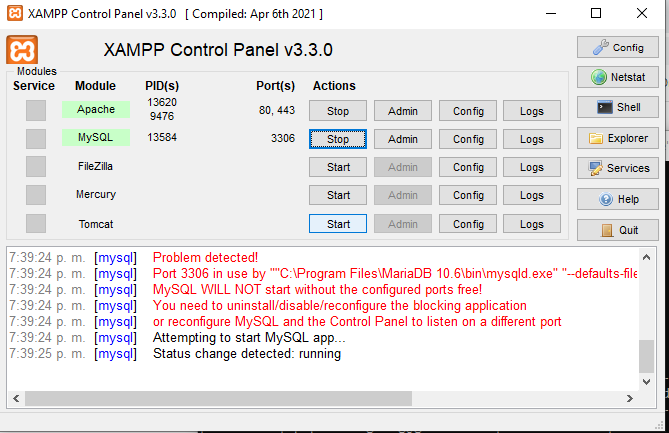 XAMPP Control Panel v3.3.0 [ Compiled: Apr 6th 2021 ]
XAMPP Control Panel v3.3.0
Config
Modules
Service Module PID(s) Port(s) Actions
Netstat
Apache 13620 9476 80, 443 Stop Admin Config Logs
Shell
MySQL 13584 3306 Stop Admin Config Logs
Explorer
FileZilla Start Admin Config Logs
Services
Mercury Start Admin Config Logs
Help
Tomcat Start Admin Config Logs
Quit
7:39:24 p. m. [mysql] Problem detected!
7:39:24 p. m. [mysql] Port 3306 in use by ""C:\Program Files\MariaDB 10.6\bin\mysqld.exe" "--defaults-file
7:39:24 p. m. [mysql] MySQL WILL NOT start without the configured ports free!
7:39:24 p. m. [mysql] You need to uninstall/disable/reconfigure the blocking application
7:39:24 p. m. [mysql] or reconfigure MySQL and the Control Panel to listen on a different port
7:39:24 p. m. [mysql] Attempting to start MySQL app...
7:39:25 p. m. [mysql] Status change detected: running